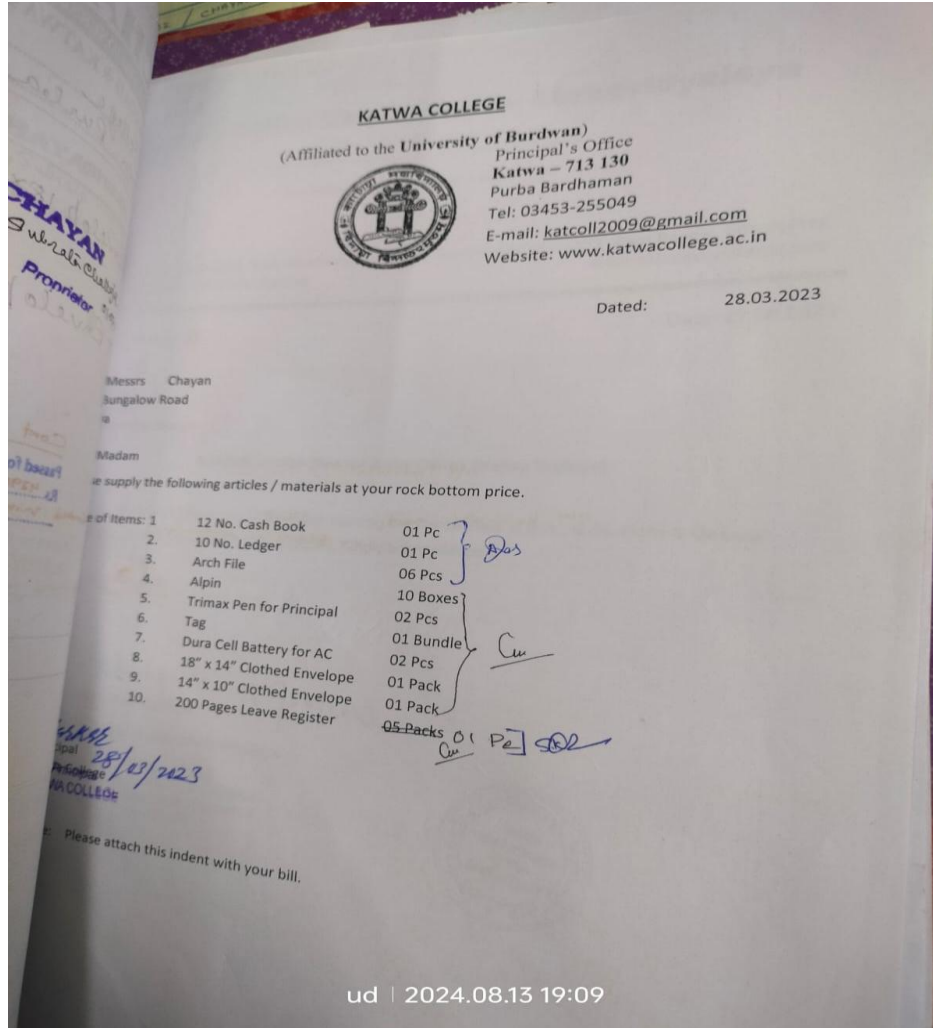 KATWA COLLEGE
(Affiliated to the University of Burdwan)
Principal's Office
Katwa – 713 130
Purba Bardhaman
Tel: 03453-255049
E-mail: katcoll2009@gmail.com
Website: www.katwacollege.ac.in
Dated: 28.03.2023
CHAYAN
Proprietor
Messrs Chayan
Bungalow Road
Madam
supply the following articles / materials at your rock bottom price.
of Items: 1 12 No. Cash Book 01 Pc
2. 10 No. Ledger 01 Pc
3. Arch File 06 Pcs
4. Alpin 10 Boxes
5. Trimax Pen for Principal 02 Pcs
6. Tag 01 Bundle
7. Dura Cell Battery for AC 02 Pcs
8. 18" x 14" Clothed Envelope 01 Pack
9. 14" x 10" Clothed Envelope 01 Pack
10. 200 Pages Leave Register 05 Packs 01 Pc
28/03/2023
COLLEGE
Please attach this indent with your bill.
ud | 2024.08.13 19:09